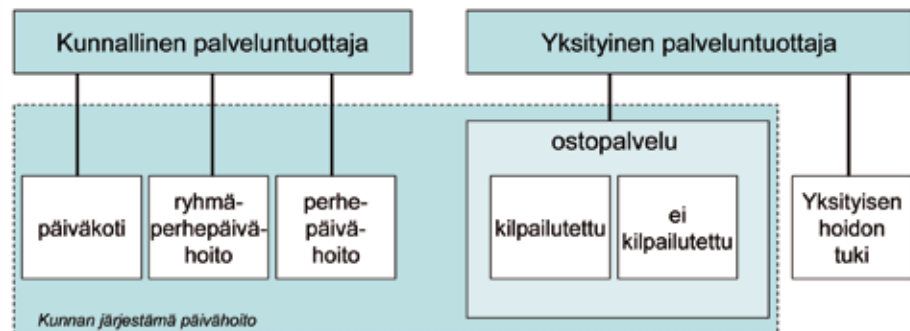 Kunnallinen palveluntuottaja
Yksityinen palveluntuottaja
ostopalvelu
päiväkoti
ryhmä-
perhepäivä-
hoito
perhe-
päivä-
hoito
kilpailutettu
ei
kilpailutettu
Yksityisen
hoidon
tuki
Kunnan järjestämä päivähoito